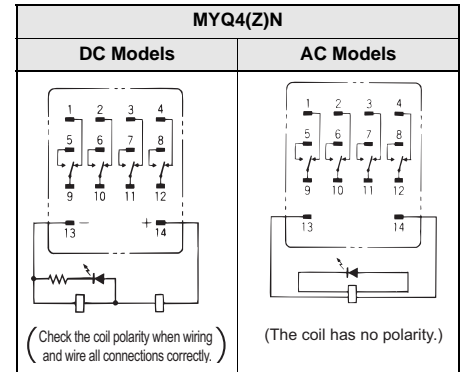 MYQ4(Z)N
DC Models
AC Models
1 2 3 4
5 6 7 8
9 10 11 12
13 − + 14
Check the coil polarity when wiring
and wire all connections correctly.
1 2 3 4
5 6 7 8
9 10 11 12
13 14
(The coil has no polarity.)